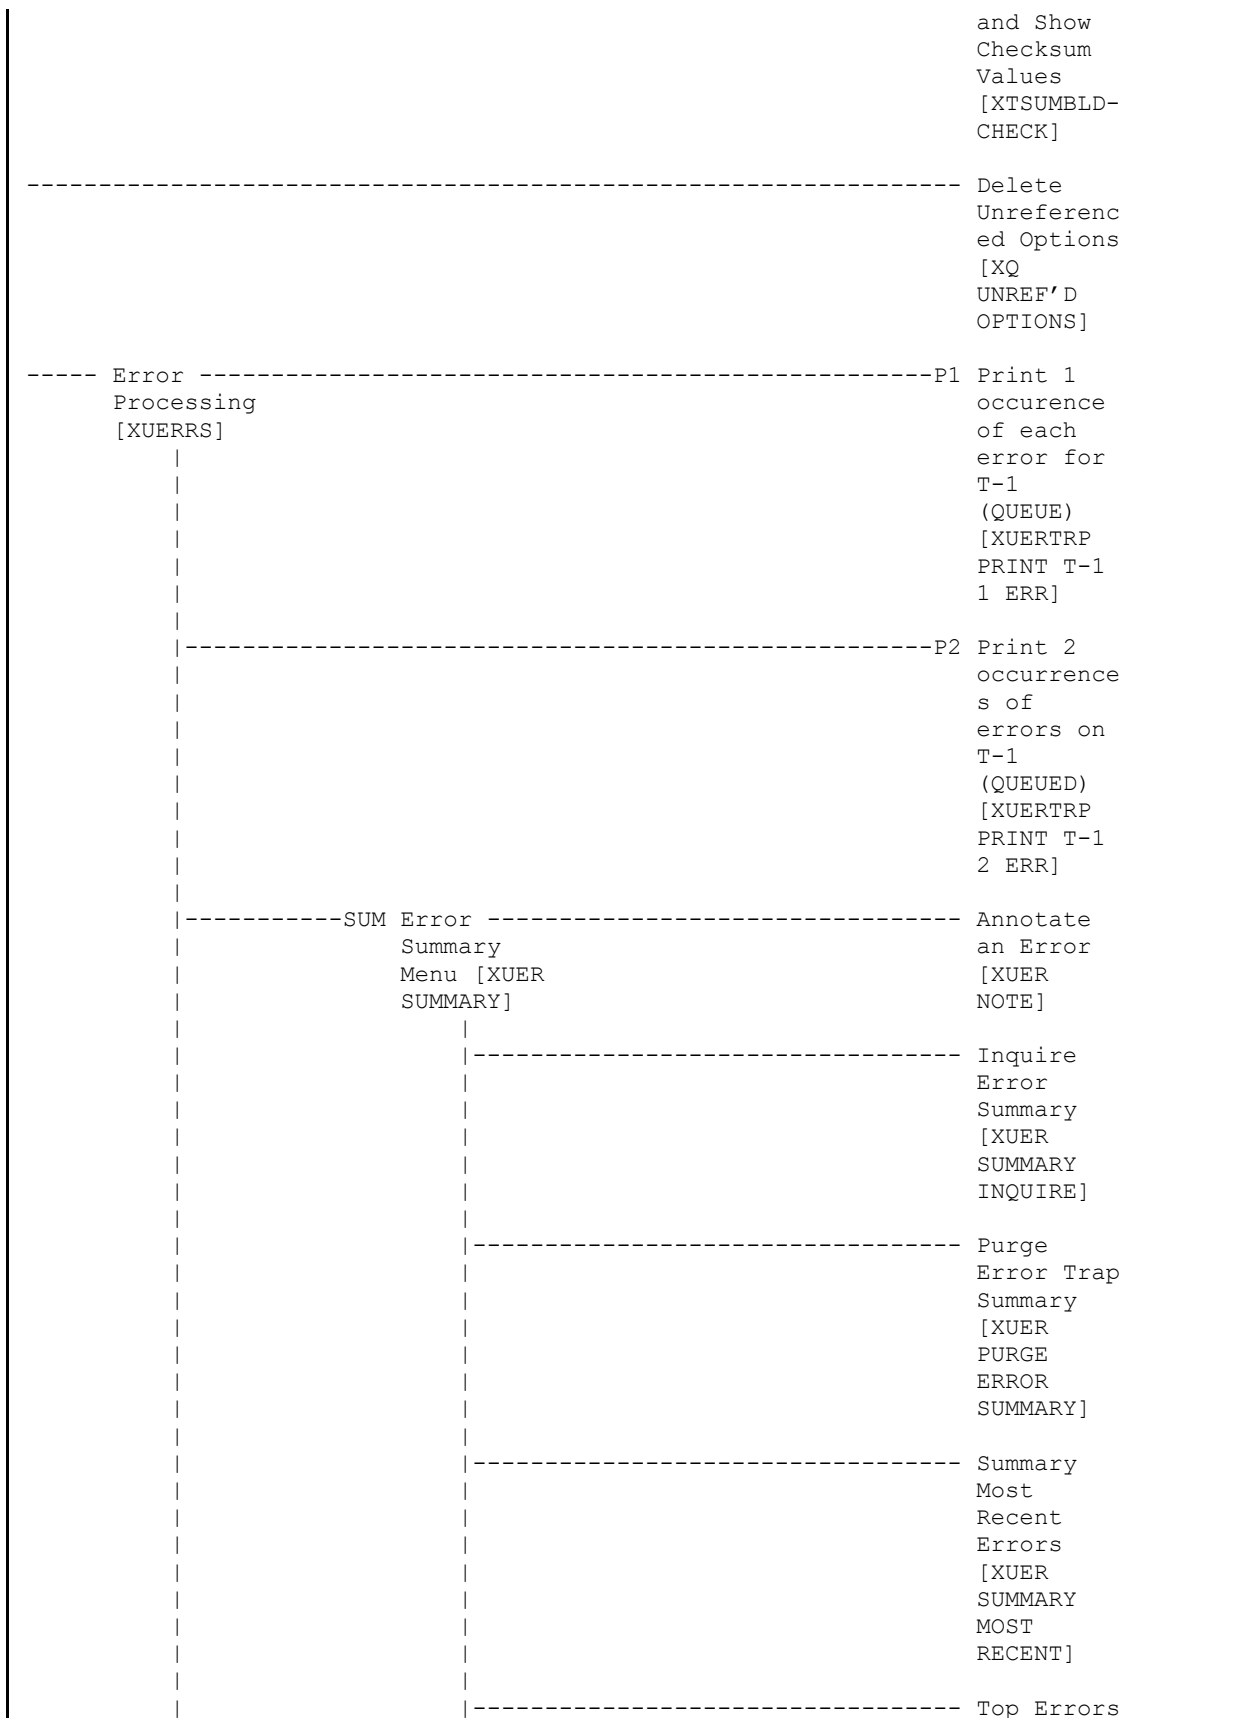 and Show
Checksum
Values
[XTSUMBLD-
CHECK]
----------------------------------------------------------------- Delete
Unreferenc
ed Options
[XQ
UNREF'D
OPTIONS]
----- Error ---------------------------------------------------P1 Print 1
Processing occurence
[XUERRS] of each
| error for
| T-1
| (QUEUE)
| [XUERTRP
| PRINT T-1
| 1 ERR]
|
|----------------------------------------------------P2 Print 2
| occurrence
| s of
| errors on
| T-1
| (QUEUED)
| [XUERTRP
| PRINT T-1
| 2 ERR]
|
|-----------SUM Error --------------------------------- Annotate
| Summary an Error
| Menu [XUER [XUER
| SUMMARY] NOTE]
| |
| |---------------------------------- Inquire
| | Error
| | Summary
| | [XUER
| | SUMMARY
| | INQUIRE]
| |
| |---------------------------------- Purge
| | Error Trap
| | Summary
| | [XUER
| | PURGE
| | ERROR
| | SUMMARY]
| |
| |---------------------------------- Summary
| | Most
| | Recent
| | Errors
| | [XUER
| | SUMMARY
| | MOST
| | RECENT]
| |
| |---------------------------------- Top Errors